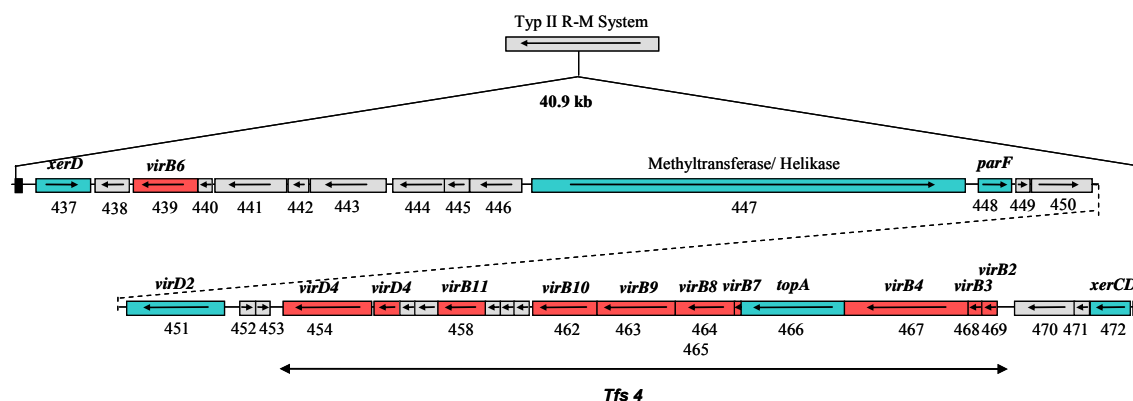 Typ II R-M System
40.9 kb
xerD virB6 Methyltransferase/ Helikase parF
437 438 439 440 441 442 443 444 445 446 447 448 449 450
virB2
virD2 virD4 virD4 virB11 virB10 virB9 virB8 virB7 topA virB4 virB3 xerCD
451 452 453 454 458 462 463 464 466 467 468 469 470 471 472
465
Tfs 4